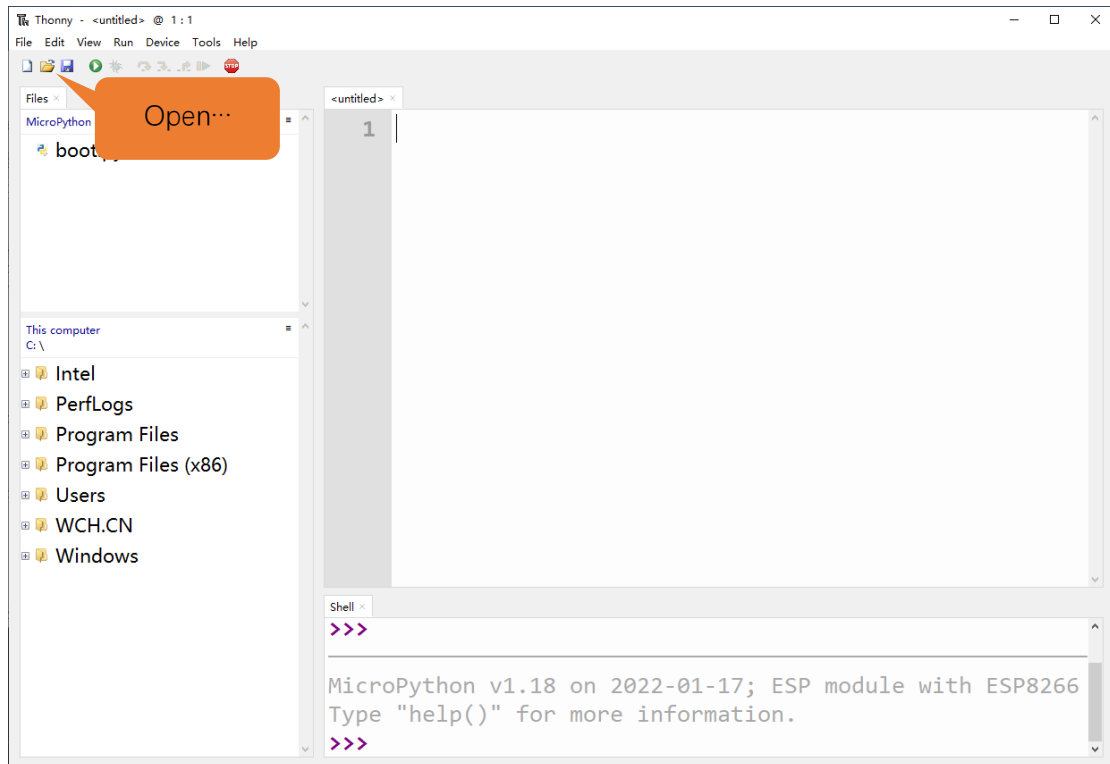 Thonny - <untitled> @ 1 : 1
File Edit View Run Device Tools Help
STOP
Files
Open…
MicroPython
<untitled>
1
This computer
C: \
Intel
PerfLogs
Program Files
Program Files (x86)
Users
WCH.CN
Windows
Shell
>>>
MicroPython v1.18 on 2022-01-17; ESP module with ESP8266
Type "help()" for more information.
>>>